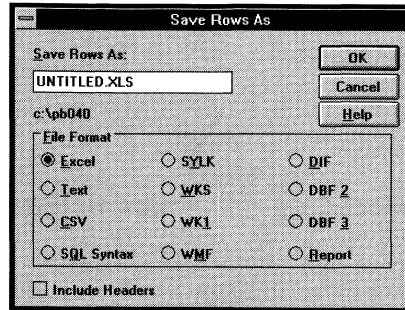 Save Rows As
Save Rows As:
UNTITLED.XLS
c:\pb040
OK
Cancel
Help
File Format
Excel SYLK DIF
Text WKS DBF 2
CSV WK1 DBF 3
SQL Syntax WMF Report
Include Headers